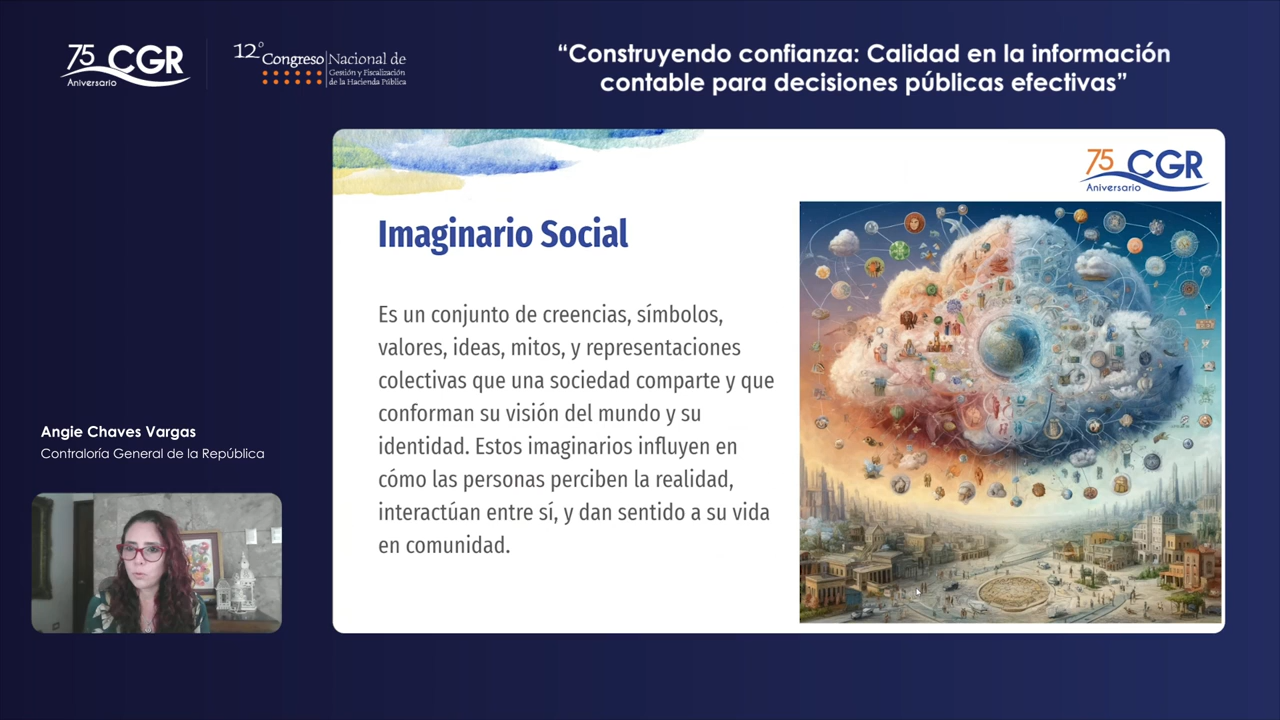 75 CGR
Aniversario
12° Congreso Nacional de
Gestión y Fiscalización
de la Hacienda Pública
“Construyendo confianza: Calidad en la información
contable para decisiones públicas efectivas”
75 CGR
Aniversario
Imaginario Social
Es un conjunto de creencias, símbolos,
valores, ideas, mitos, y representaciones
colectivas que una sociedad comparte y que
conforman su visión del mundo y su
identidad. Estos imaginarios influyen en
cómo las personas perciben la realidad,
interactúan entre sí, y dan sentido a su vida
en comunidad.
Angie Chaves Vargas
Contraloría General de la República